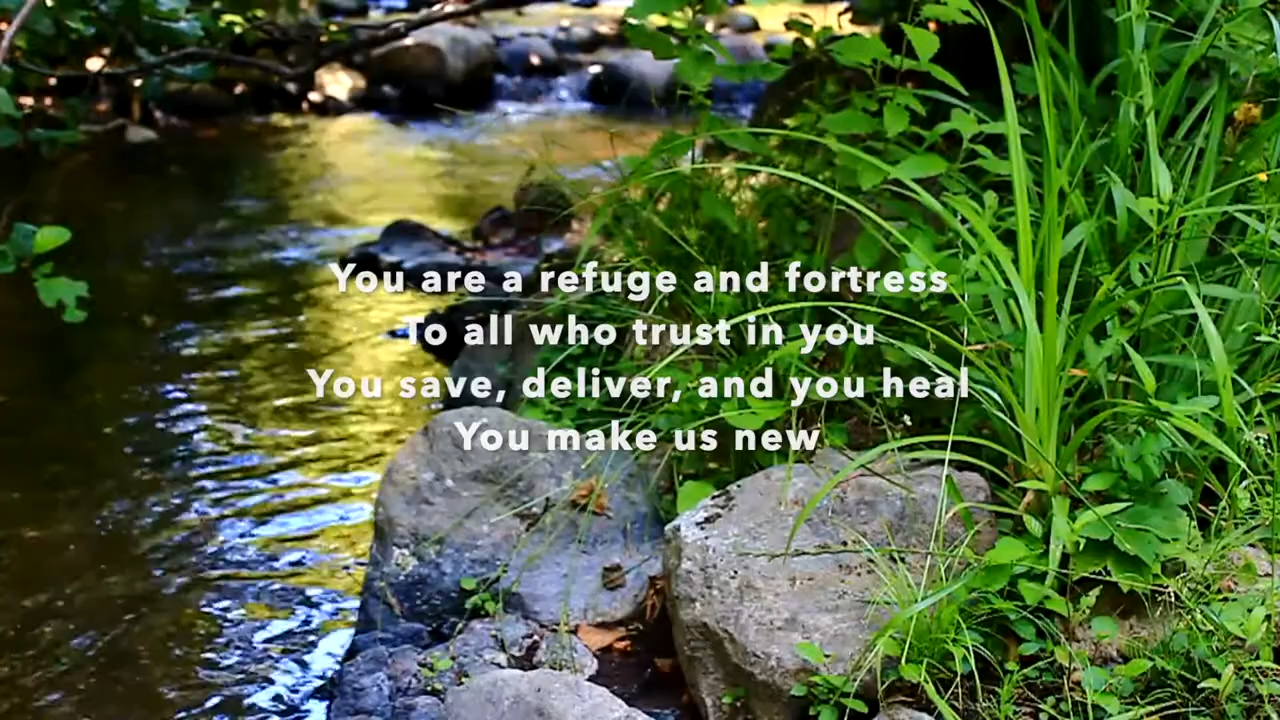 You are a refuge and fortress
To all who trust in you
You save, deliver, and you heal
You make us new